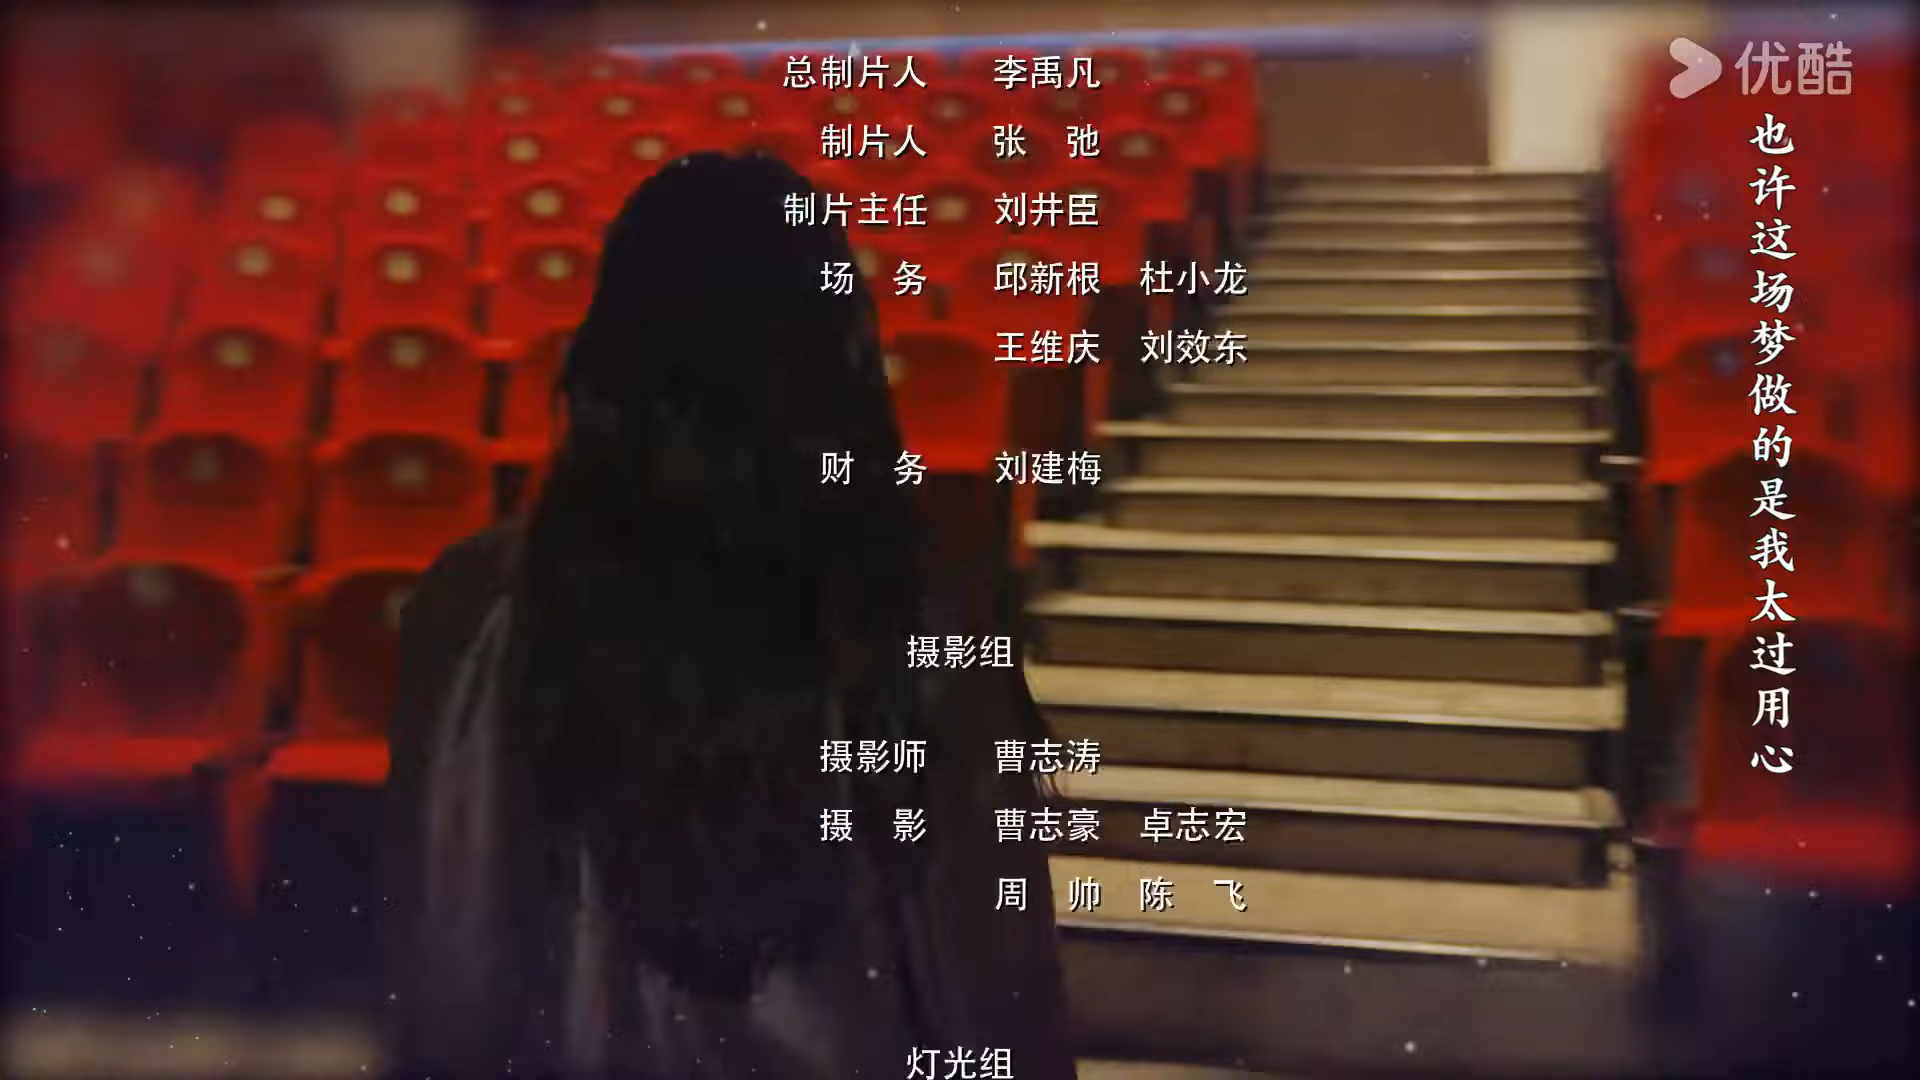 优酷
总制片人 李禹凡
制片人 张 弛
制片主任 刘井臣
场 务 邱新根 杜小龙
王维庆 刘效东
财 务 刘建梅
摄影组
摄影师 曹志涛
摄 影 曹志豪 卓志宏
周 帅 陈 飞
灯光组
也许这场梦做的是我太过用心